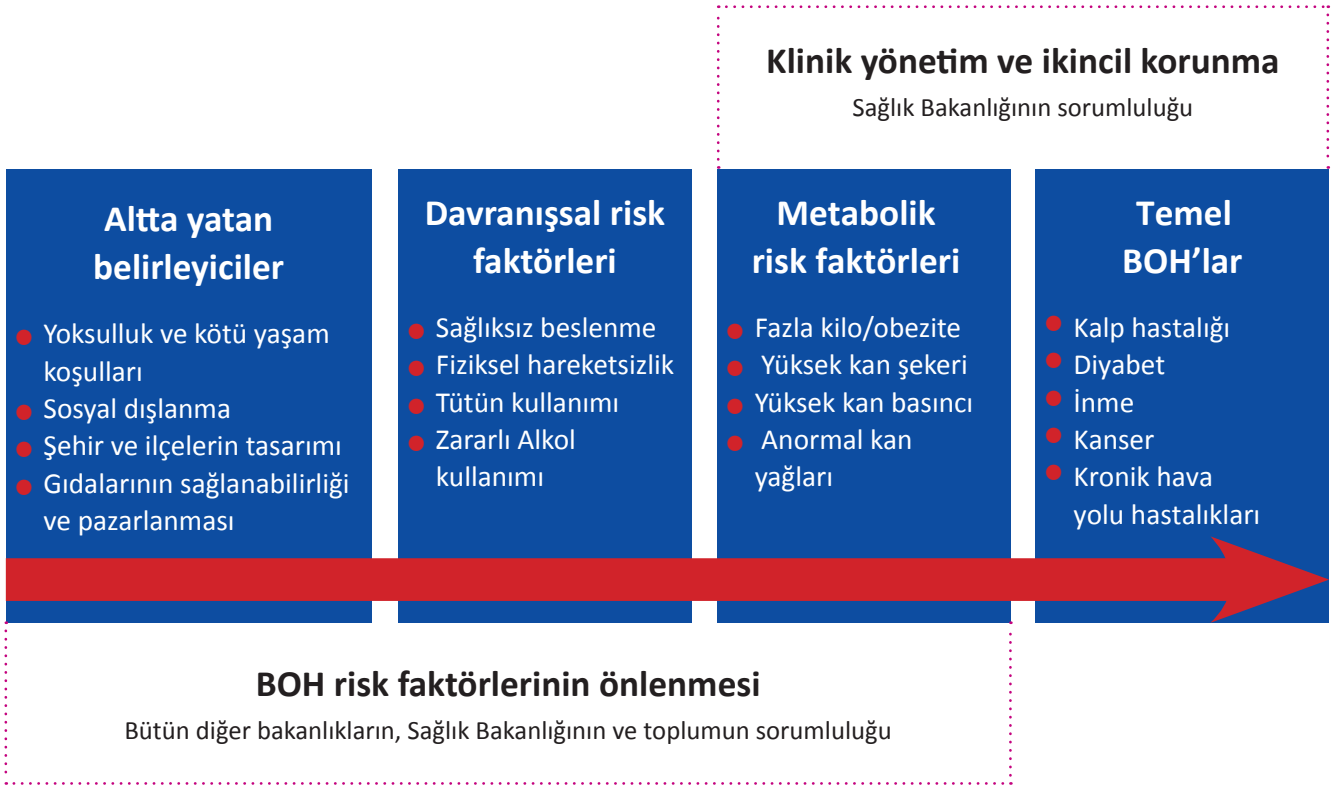 Klinik yönetim ve ikincil korunma
Sağlık Bakanlığının sorumluluğu
Altta yatan
belirleyiciler
● Yoksulluk ve kötü yaşam
koşulları
● Sosyal dışlanma
● Şehir ve ilçelerin tasarımı
● Gıdalarının sağlanabilirliği
ve pazarlanması
Davranışsal risk
faktörleri
● Sağlıksız beslenme
● Fiziksel hareketsizlik
● Tütün kullanımı
● Zararlı Alkol
kullanımı
Metabolik
risk faktörleri
● Fazla kilo/obezite
● Yüksek kan şekeri
● Yüksek kan basıncı
● Anormal kan
yağları
Temel
BOH’lar
● Kalp hastalığı
● Diyabet
● İnme
● Kanser
● Kronik hava
yolu hastalıkları
BOH risk faktörlerinin önlenmesi
Bütün diğer bakanlıkların, Sağlık Bakanlığının ve toplumun sorumluluğu